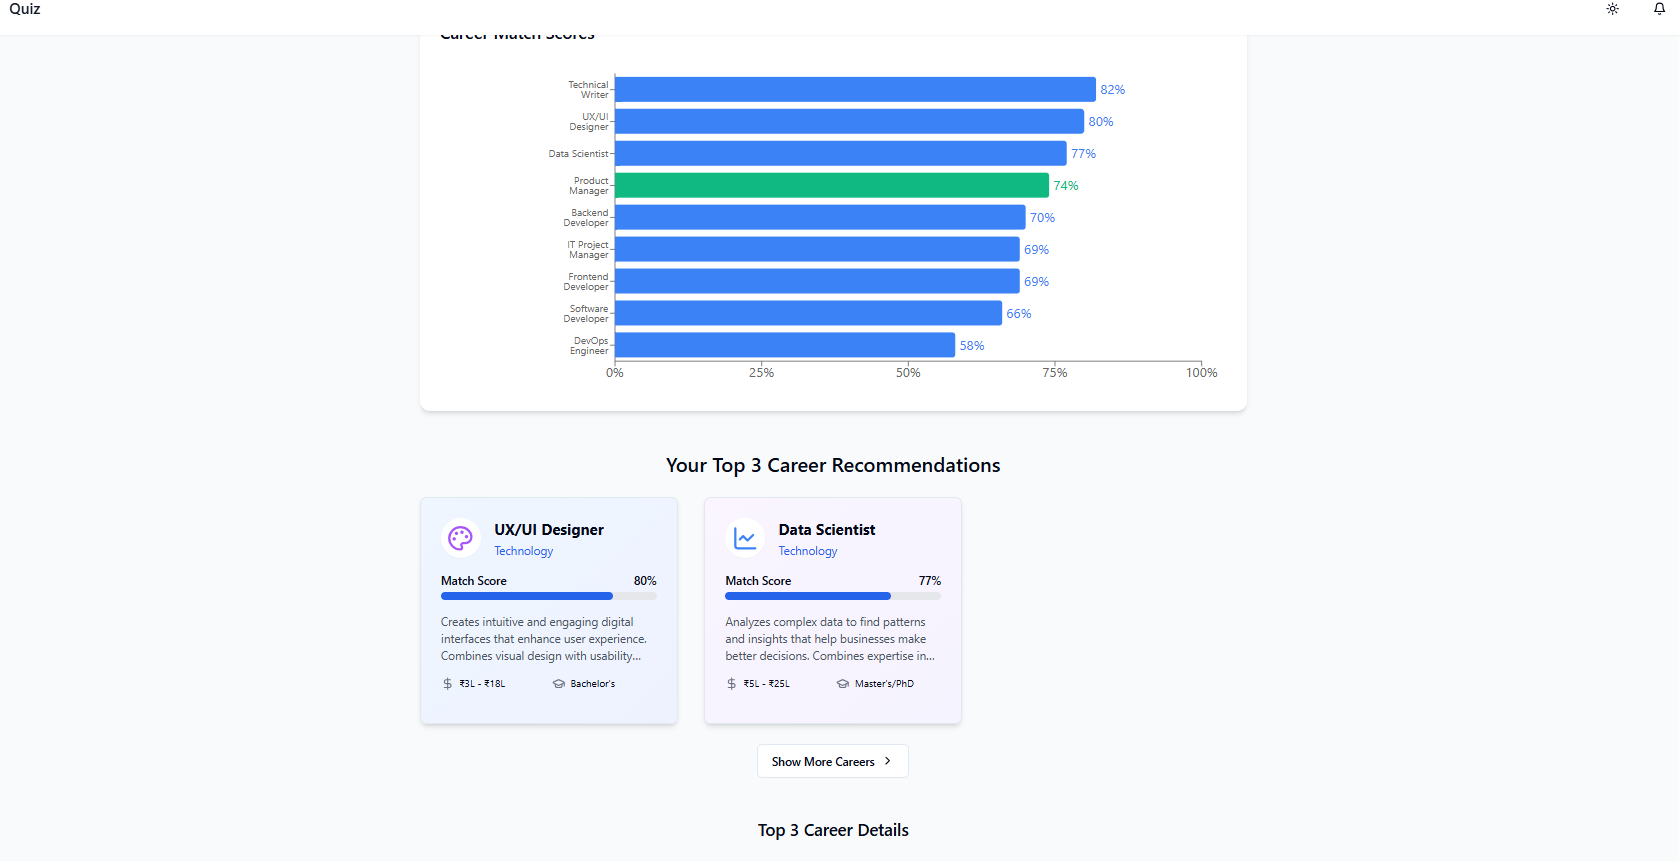 Quiz
Career Match Scores
Technical
Writer
82%
UX/UI
Designer
80%
Data Scientist
77%
Product
Manager
74%
Backend
Developer
70%
IT Project
Manager
69%
Frontend
Developer
69%
Software
Developer
66%
DevOps
Engineer
58%
0% 25% 50% 75% 100%
Your Top 3 Career Recommendations
UX/UI Designer
Technology
Match Score 80%
Creates intuitive and engaging digital
interfaces that enhance user experience.
Combines visual design with usability...
₹3L - ₹18L Bachelor's
Data Scientist
Technology
Match Score 77%
Analyzes complex data to find patterns
and insights that help businesses make
better decisions. Combines expertise in...
₹5L - ₹25L Master's/PhD
Show More Careers
Top 3 Career Details